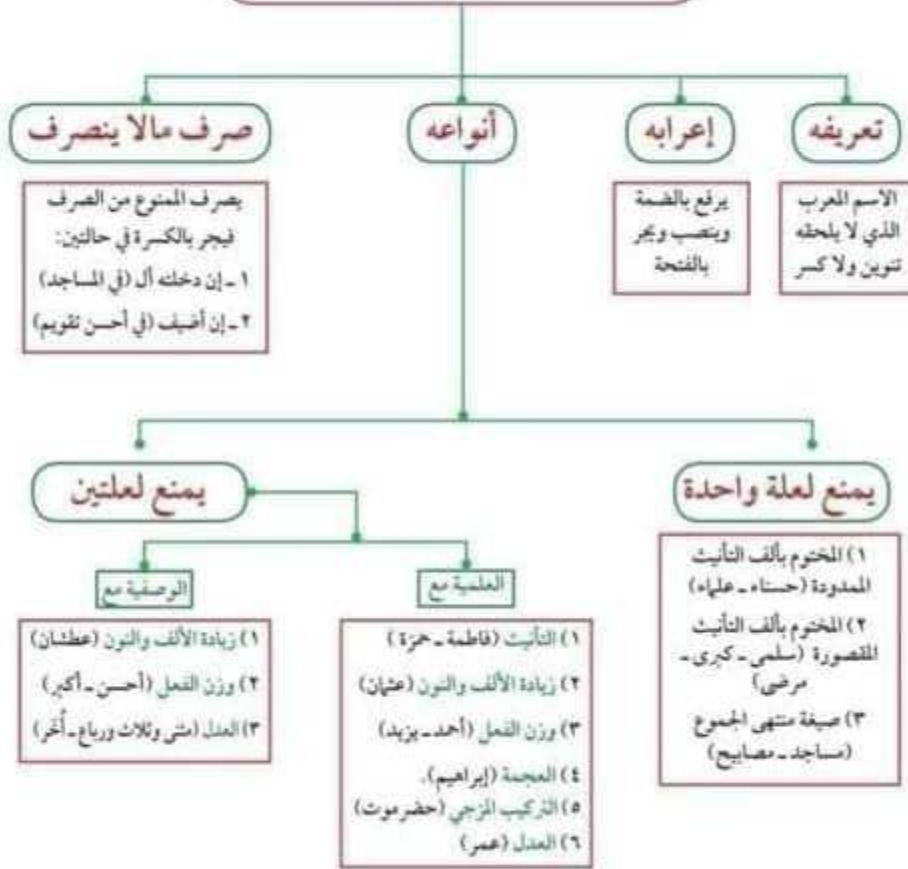 تعريفه
الاسم المعرب
الذي لا يلحقه
تنوين ولا كسر
إعرابه
يرفع بالضمة
وينصب ويجر
بالفتحة
أنواعه
صرف مالا ينصرف
يصرف الممنوع من الصرف
فيجر بالكسرة في حالتين:
١ـ إن دخلته أل (في المساجد)
٢ـ إن أضيف (في أحسن تقويم)
يمنع لعلة واحدة
١) المختوم بألف التأنيث
الممدودة (حسناء ـ علماء)
٢) المختوم بألف التأنيث
المقصورة (سلمى ـ كبرى ـ
مرضى)
٣) صيغة منتهى الجموع
(مساجد ـ مصابيح)
يمنع لعلتين
العلمية مع
١) التأنيث (فاطمة ـ حمزة )
٢) زيادة الألف والنون (عثمان)
٣) وزن الفعل (أحمد ـ يزيد)
٤) العجمة (إبراهيم).
٥) التركيب المزجي (حضرموت)
٦) العدل (عمر)
الوصفية مع
١) زيادة الألف والنون (عطشان)
٢) وزن الفعل (أحسن ـ أكبر)
٣) العدل (مثنى وثلاث ورباع ـ أُخَر)